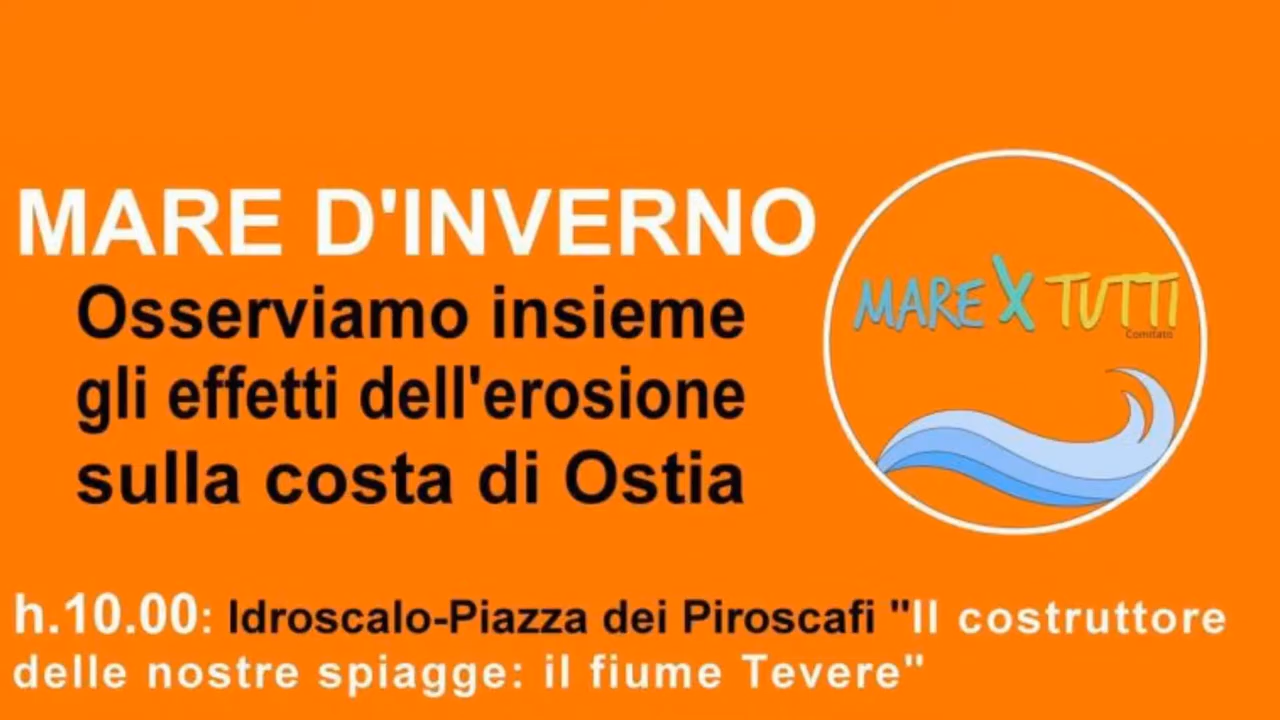 MARE D'INVERNO
Osserviamo insieme
gli effetti dell'erosione
sulla costa di Ostia
MARE X TUTTI
Comitato
h.10.00: Idroscalo-Piazza dei Piroscafi "Il costruttore
delle nostre spiagge: il fiume Tevere"